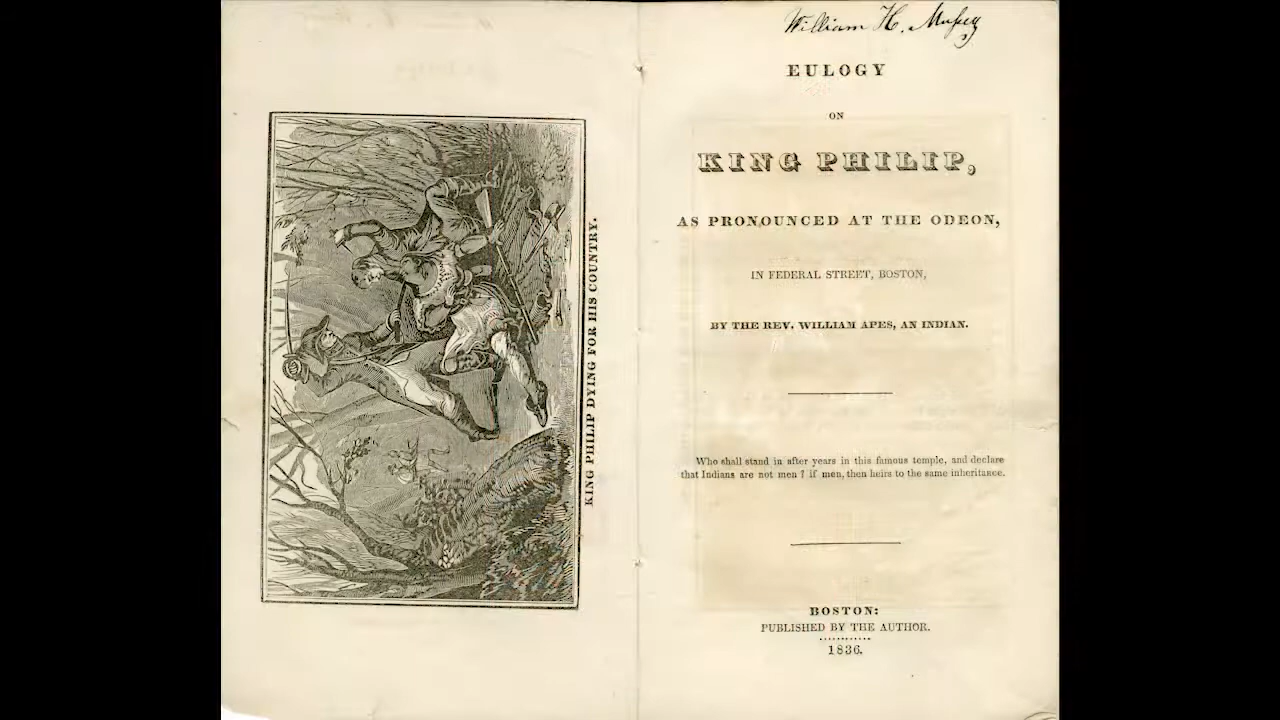 KING PHILIP DYING FOR HIS COUNTRY.
William H. Mussey
EULOGY
ON
KING PHILIP,
AS PRONOUNCED AT THE ODEON,
IN FEDERAL STREET, BOSTON,
BY THE REV. WILLIAM APES, AN INDIAN.
Who shall stand in after years in this famous temple, and declare
that Indians are not men? if men, then heirs to the same inheritance.
BOSTON:
PUBLISHED BY THE AUTHOR.
1836.